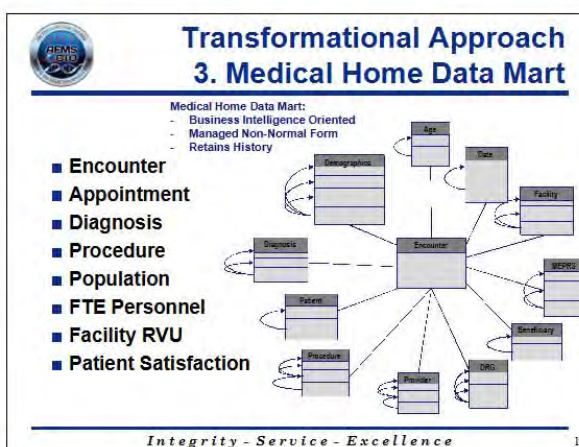 AFMS
EIO
Transformational Approach
3. Medical Home Data Mart
Medical Home Data Mart:
- Business Intelligence Oriented
- Managed Non-Normal Form
- Retains History
■ Encounter
■ Appointment
■ Diagnosis
■ Procedure
■ Population
■ FTE Personnel
■ Facility RVU
■ Patient Satisfaction
Age
Date
Demographics
Facility
Diagnosis
Encounter
MEPRS
Patient
Beneficiary
Procedure
Provider
DRG
Integrity - Service - Excellence